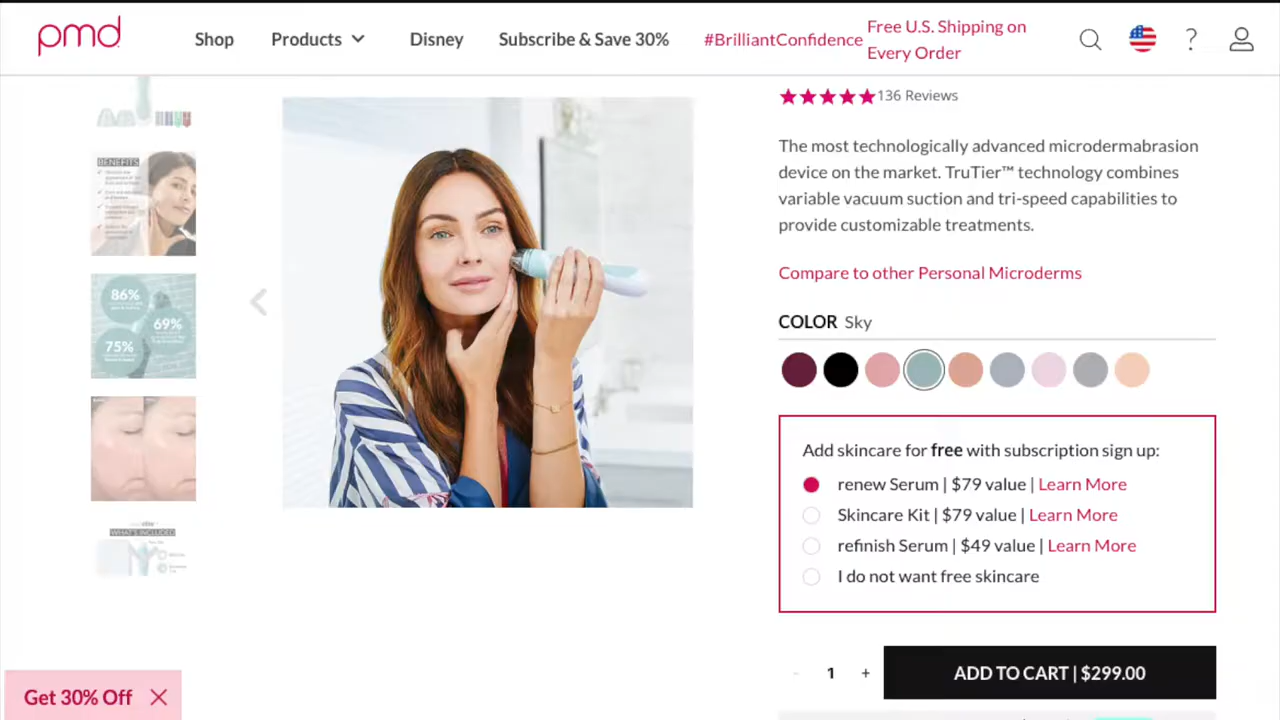 pmd
Shop
Products
Disney
Subscribe & Save 30%
#BrilliantConfidence
Free U.S. Shipping on
Every Order
?
136 Reviews
The most technologically advanced microdermabrasion
device on the market. TruTier™ technology combines
variable vacuum suction and tri-speed capabilities to
provide customizable treatments.
Compare to other Personal Microderms
COLOR Sky
BENEFITS
86%
69%
75%
WHAT'S INCLUDED
Add skincare for free with subscription sign up:
renew Serum | $79 value | Learn More
Skincare Kit | $79 value | Learn More
refinish Serum | $49 value | Learn More
I do not want free skincare
- 1 +
ADD TO CART | $299.00
Get 30% Off